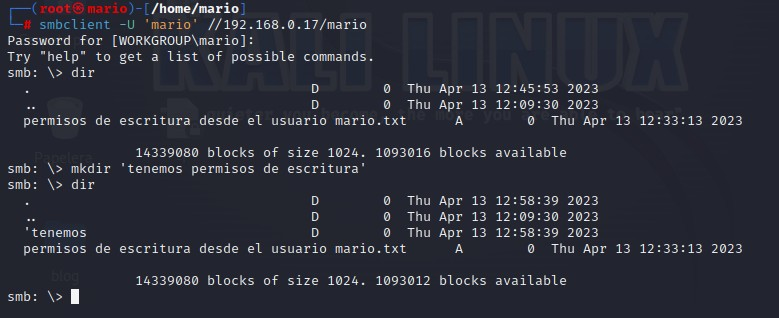 ┌──(root㉿mario)-[/home/mario]
└─# smbclient -U 'mario' //192.168.0.17/mario
Password for [WORKGROUP\mario]:
Try "help" to get a list of possible commands.
smb: \> dir
  .                                   D        0  Thu Apr 13 12:45:53 2023
  ..                                  D        0  Thu Apr 13 12:09:30 2023
  permisos de escritura desde el usuario mario.txt      A        0  Thu Apr 13 12:33:13 2023
                14339080 blocks of size 1024. 1093016 blocks available
smb: \> mkdir 'tenemos permisos de escritura'
smb: \> dir
  .                                   D        0  Thu Apr 13 12:58:39 2023
  ..                                  D        0  Thu Apr 13 12:09:30 2023
  'tenemos                            D        0  Thu Apr 13 12:58:39 2023
  permisos de escritura desde el usuario mario.txt      A        0  Thu Apr 13 12:33:13 2023
                14339080 blocks of size 1024. 1093012 blocks available
smb: \>
KALI LINUX
Papelera